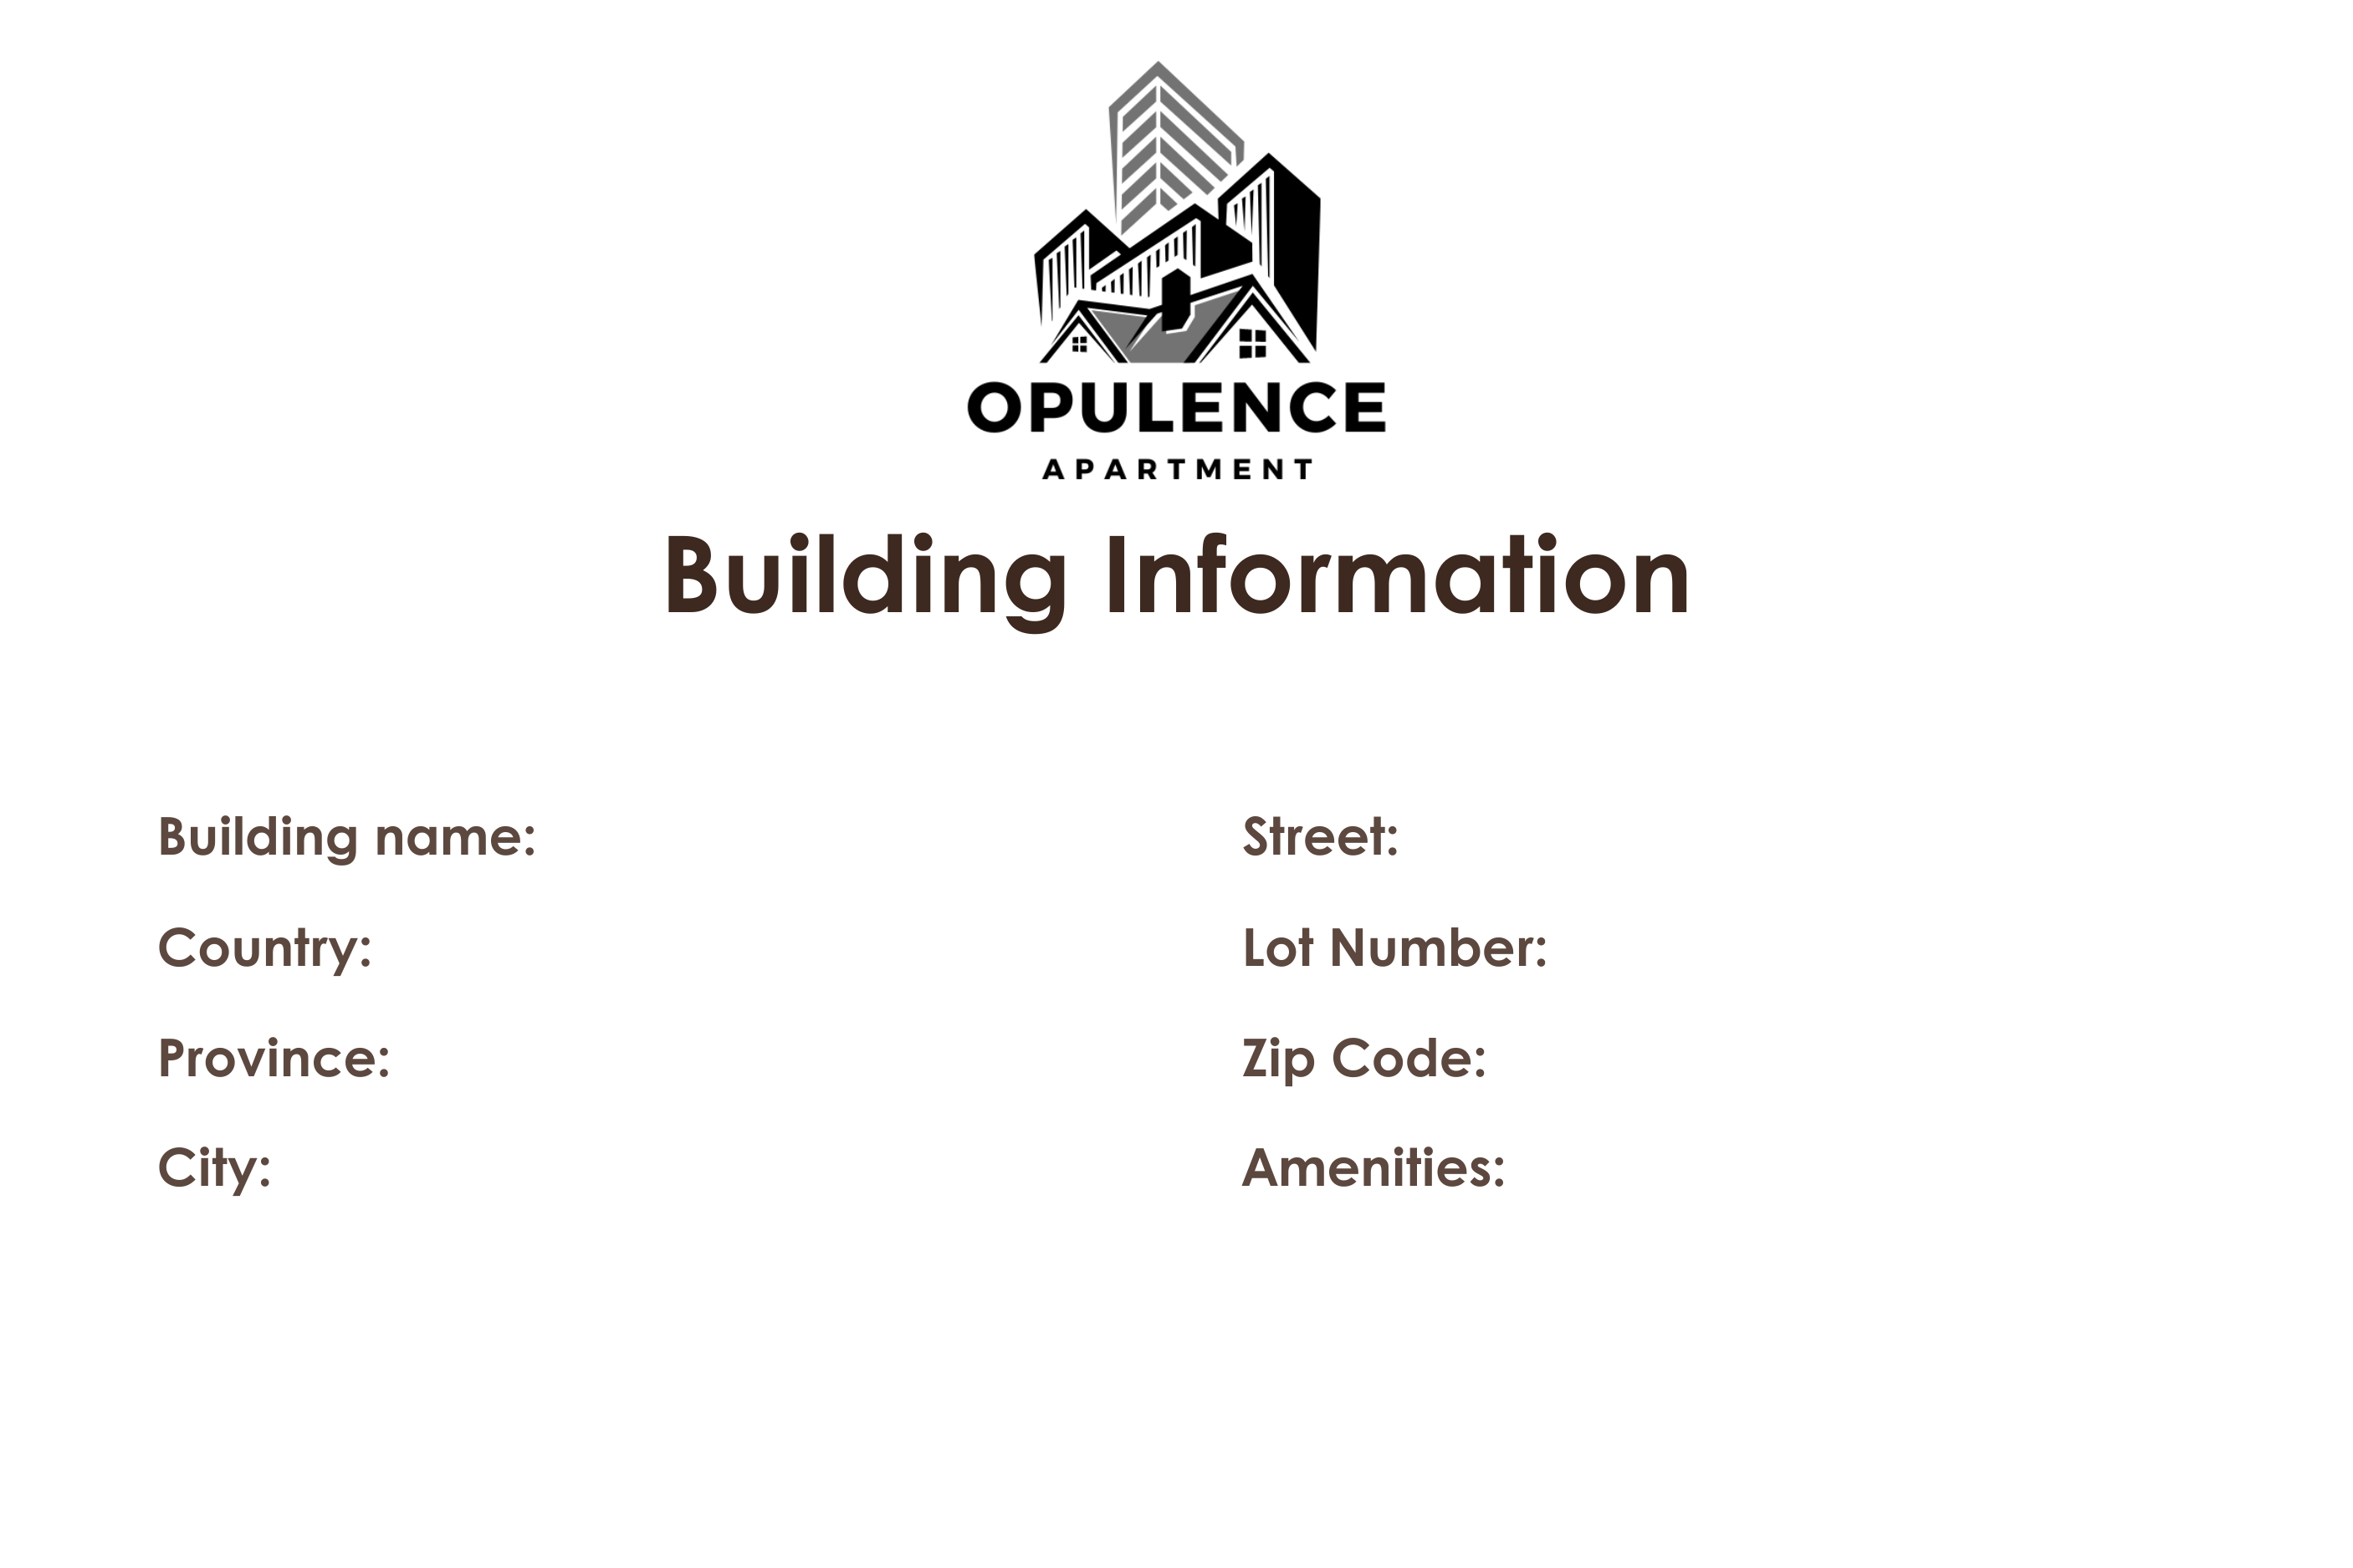 OPULENCE
APARTMENT
Building Information
Building name:
Country:
Province:
City:
Street:
Lot Number:
Zip Code:
Amenities: